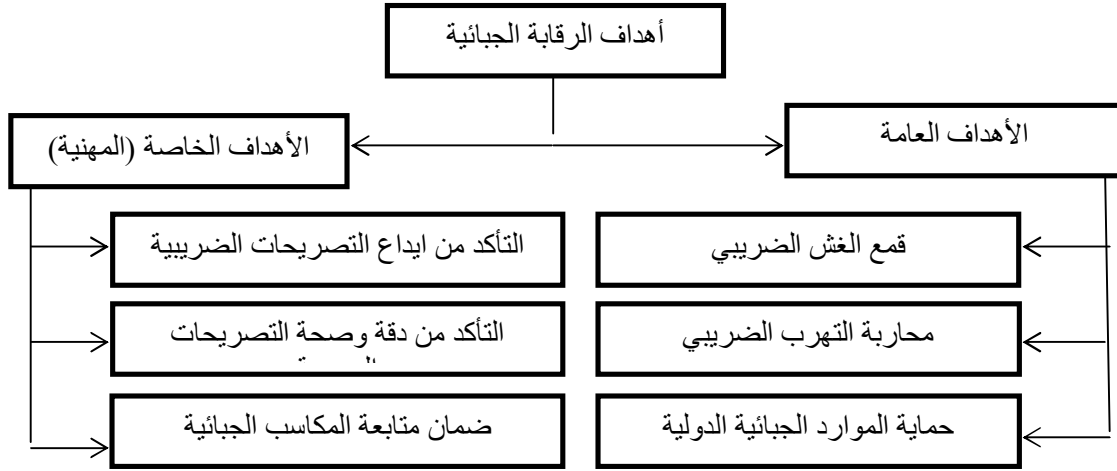 أهداف الرقابة الجبائية
الأهداف العامة
الأهداف الخاصة (المهنية)
قمع الغش الضريبي
التأكد من ايداع التصريحات الضريبية
محاربة التهرب الضريبي
التأكد من دقة وصحة التصريحات
حماية الموارد الجبائية الدولية
ضمان متابعة المكاسب الجبائية